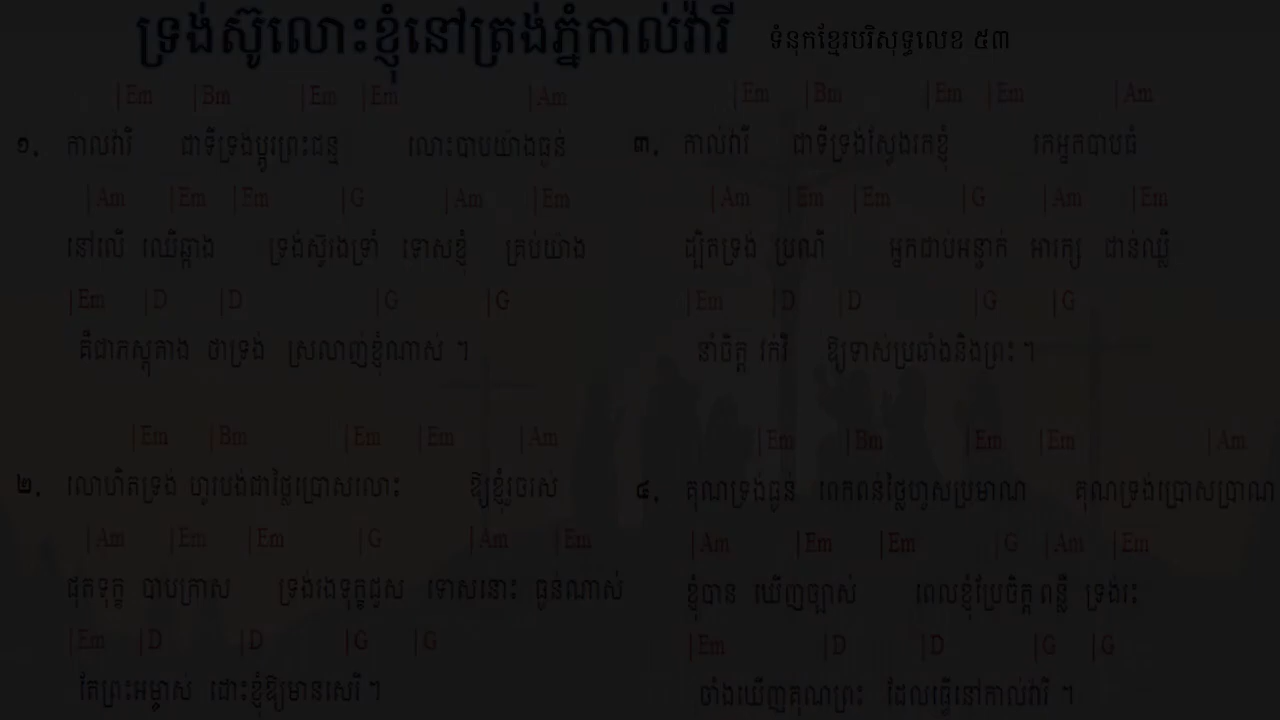 ទ្រង់ស៊ូលោះខ្ញុំនៅត្រង់ភ្នំកាល់វ៉ារី ទំនុកខ្មែរបរិសុទ្ធលេខ ៥៣
|Em |Bm |Em |Em |Am
១. កាល់វ៉ារី ជាទីទ្រង់ប្តូរព្រះជន្ម លោះបាបយ៉ាងធ្ងន់
|Am |Em |Em |G |Am |Em
នៅលើ ឈើឆ្កាង ទ្រង់ស៊ូរងទ្រាំ ទោសខ្ញុំ គ្រប់យ៉ាង
|Em |D |D |G |G
គឺជាភស្តុតាង ថាទ្រង់ ស្រលាញ់ខ្ញុំណាស់ ។
|Em |Bm |Em |Em |Am
២. លោហិតទ្រង់ ហូរបង់ជាថ្លៃប្រោសលោះ ឱ្យខ្ញុំរួចរស់
|Am |Em |Em |G |Am |Em
ផុតទុក្ខ បាបក្រាស ទ្រង់រងទុក្ខជួស ទោសនោះ ធ្ងន់ណាស់
|Em |D |D |G |G
តែព្រះអម្ចាស់ ដោះខ្ញុំឱ្យមានសេរី ។
|Em |Bm |Em |Em |Am
៣. កាល់វ៉ារី ជាទីទ្រង់ស្វែងរកខ្ញុំ រកអ្នកបាបធំ
|Am |Em |Em |G |Am |Em
ដ្បិតទ្រង់ ប្រណី អ្នកជាប់អន្ទាក់ អារក្ស ជាន់ឈ្លី
|Em |D |D |G |G
នាំចិត្ត វក់វី ឱ្យទាស់ប្រឆាំងនិងព្រះ ។
|Em |Bm |Em |Em |Am
៤. គុណទ្រង់ធ្ងន់ ពេកពន់ថ្លៃហួសប្រមាណ គុណទ្រង់ប្រោសប្រាណ
|Am |Em |Em |G |Am |Em
ខ្ញុំបាន ឃើញច្បាស់ ពេលខ្ញុំប្រែចិត្ត ពន្លឺ ទ្រង់រះ
|Em |D |D |G |G
ចាំងឃើញគុណព្រះ ដែលធ្វើនៅកាល់វ៉ារី ។